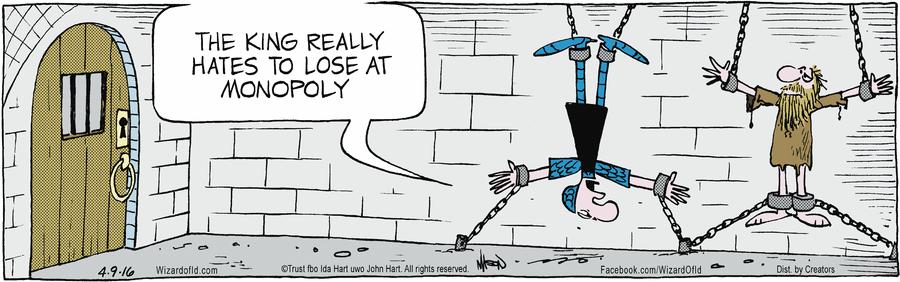 THE KING REALLY
HATES TO LOSE AT
MONOPOLY
4.9.16
Wizardofid.com
©Trust fbo Ida Hart uwo John Hart. All rights reserved.
MASTROIANNI
Facebook.com/WizardOfId
Dist. by Creators